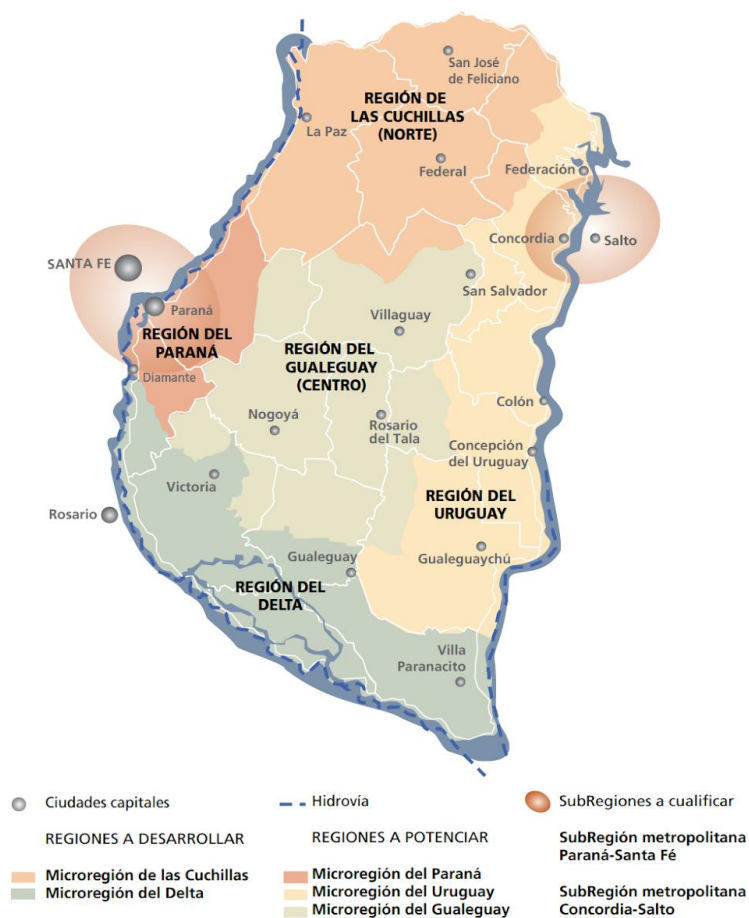 San José
de Feliciano
REGIÓN DE
LAS CUCHILLAS
(NORTE)
La Paz
Federal
Federación
SANTA FE
Concordia
Salto
San Salvador
Paraná
Villaguay
REGIÓN DEL
PARANÁ
REGIÓN DEL
GUALEGUAY
(CENTRO)
Diamante
Colón
Nogoyá
Rosario
del Tala
Concepción
del Uruguay
Victoria
REGIÓN DEL
URUGUAY
Rosario
Gualeguay
Gualeguaychú
REGIÓN DEL
DELTA
Villa
Paranacito
Ciudades capitales
Hidrovía
SubRegiones a cualificar
REGIONES A DESARROLLAR
REGIONES A POTENCIAR
SubRegión metropolitana
Paraná-Santa Fé
Microregión de las Cuchillas
Microregión del Delta
Microregión del Paraná
Microregión del Uruguay
Microregión del Gualeguay
SubRegión metropolitana
Concordia-Salto